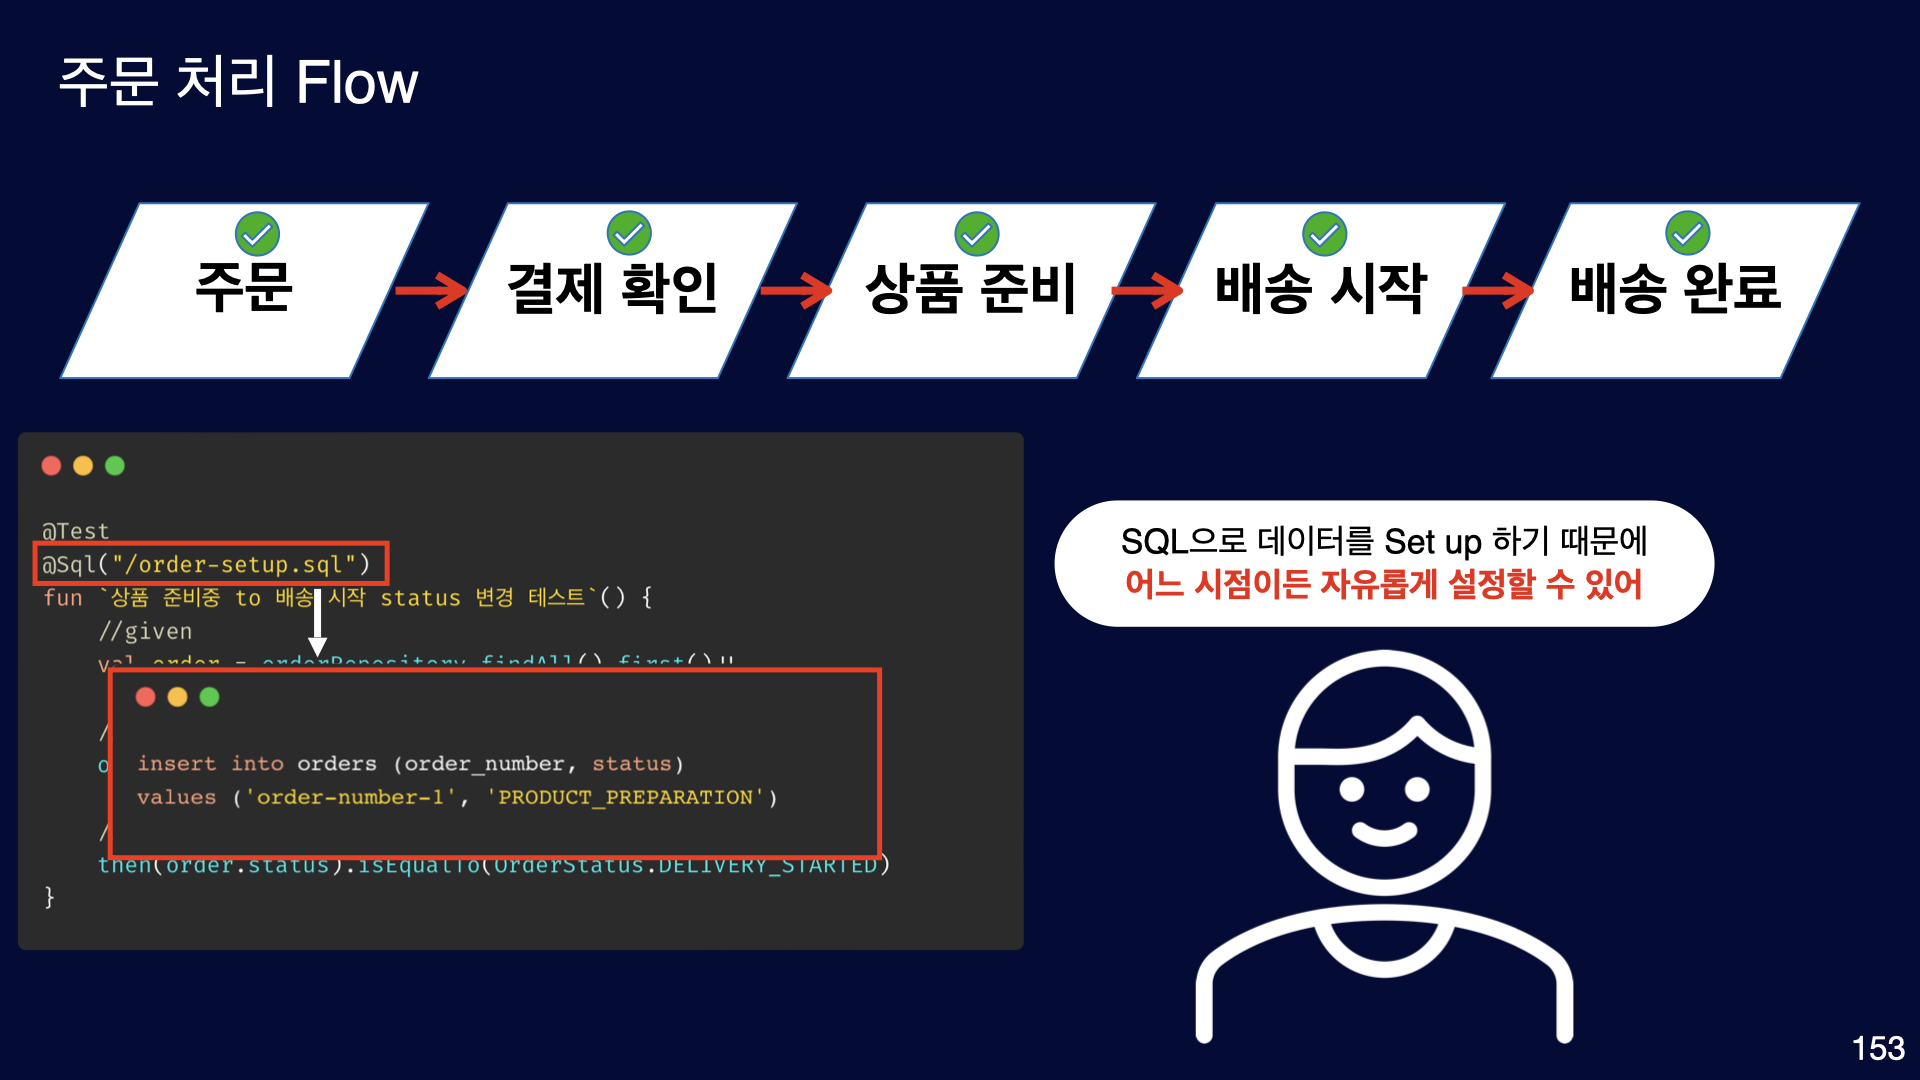 주문 처리 Flow
주문
결제 확인
상품 준비
배송 시작
배송 완료
@Test
@Sql("/order-setup.sql")
fun `상품 준비중 to 배송 시작 status 변경 테스트`() {
//given
val order = orderRepository.findAll().first()!!
/
o
insert into orders (order_number, status)
values ('order-number-1', 'PRODUCT_PREPARATION')
/
then(order.status).isEqualTo(OrderStatus.DELIVERY_STARTED)
}
SQL으로 데이터를 Set up 하기 때문에
어느 시점이든 자유롭게 설정할 수 있어
153